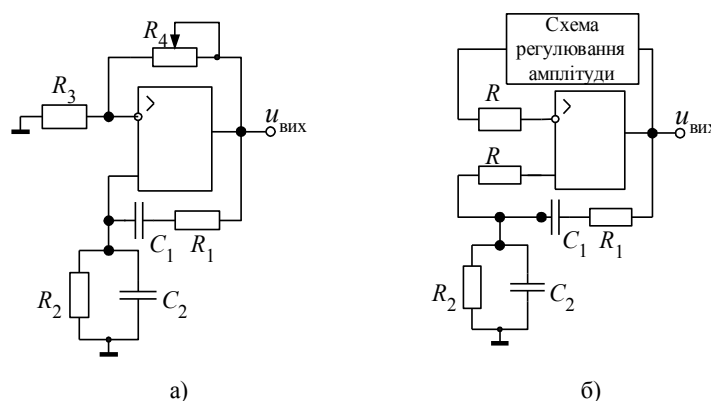 R4
R3
>
uвих
C1
R1
R2
C2
а)
Схема
регулювання
амплітуди
R
>
uвих
R
C1
R1
R2
C2
б)